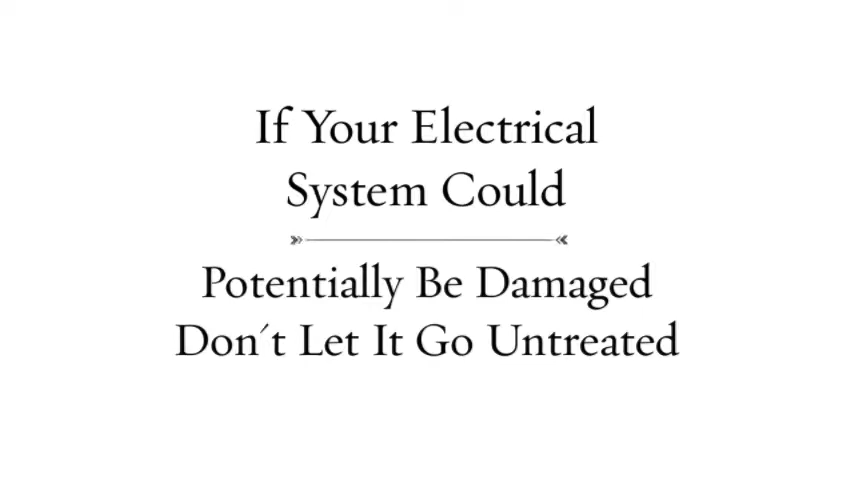 If Your Electrical
System Could
Potentially Be Damaged
Don´t Let It Go Untreated